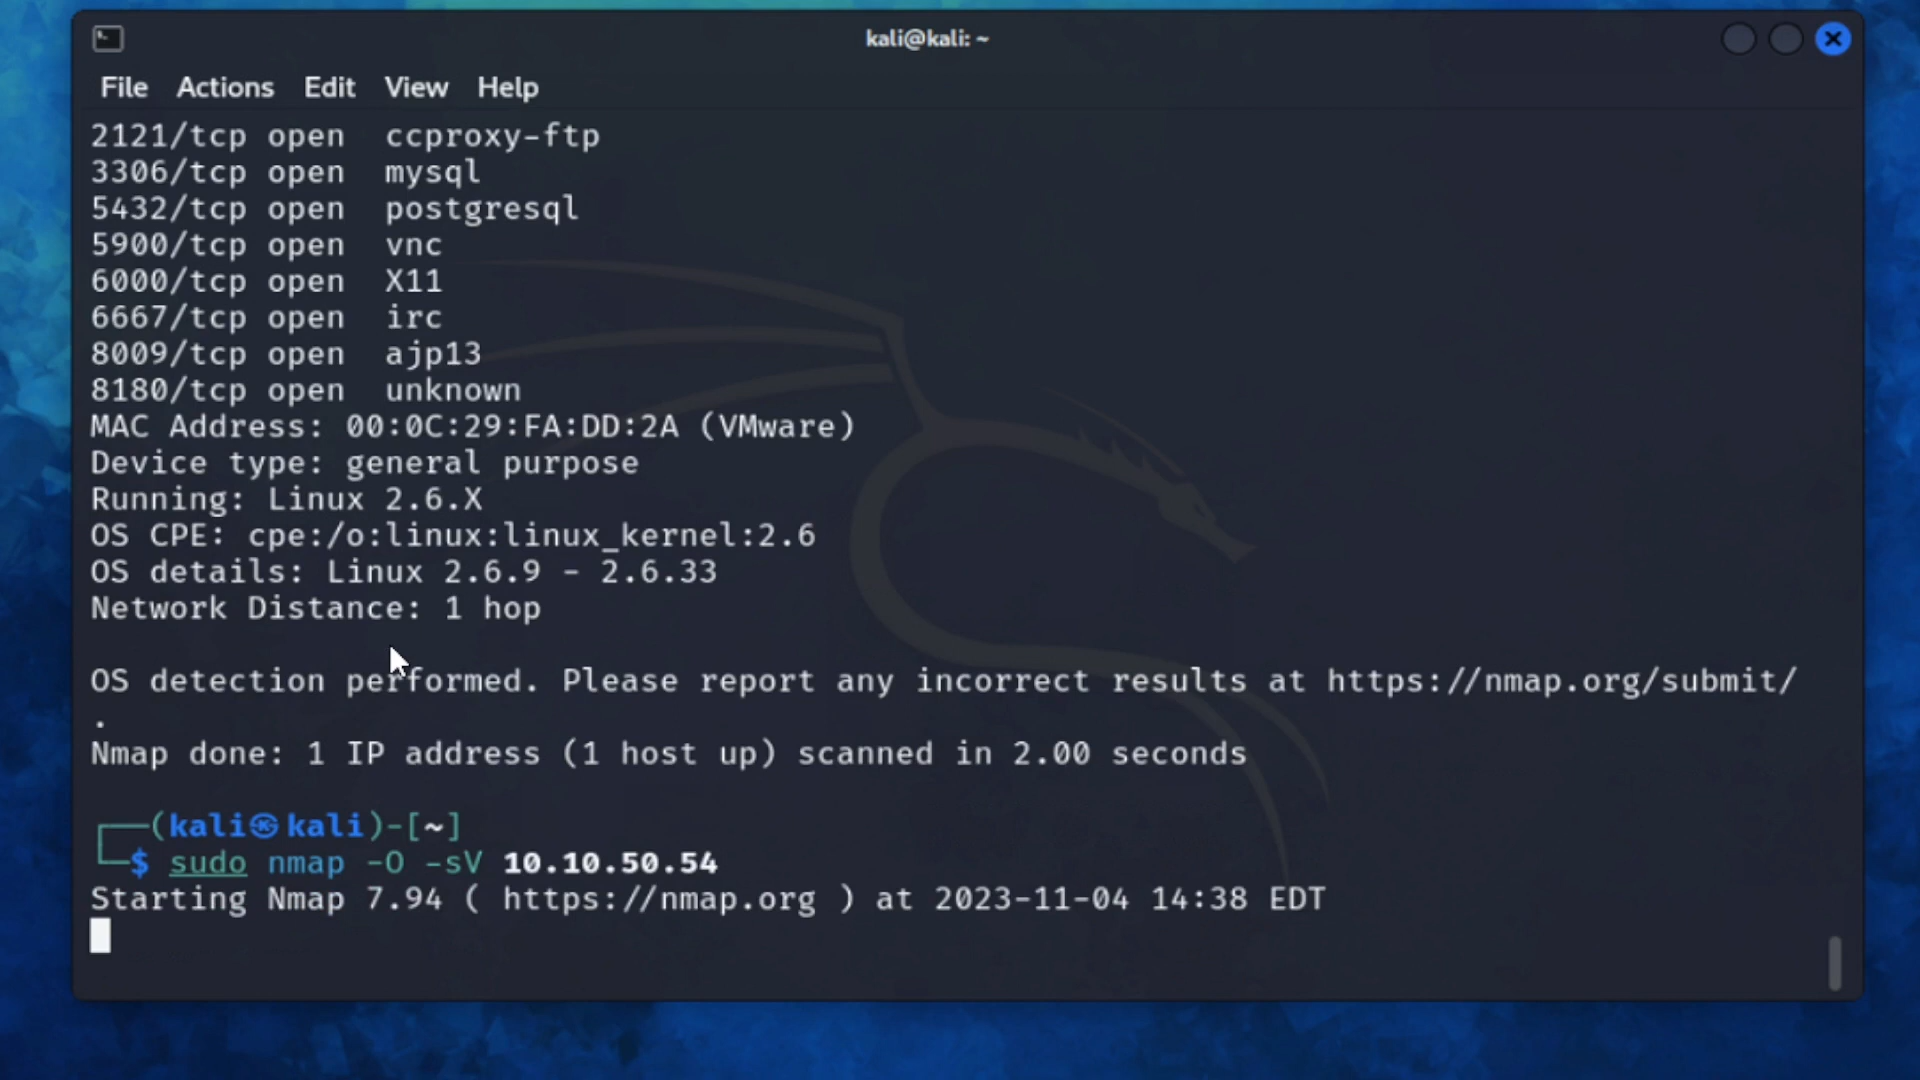 kali@kali: ~
File Actions Edit View Help
2121/tcp open  ccproxy-ftp
3306/tcp open  mysql
5432/tcp open  postgresql
5900/tcp open  vnc
6000/tcp open  X11
6667/tcp open  irc
8009/tcp open  ajp13
8180/tcp open  unknown
MAC Address: 00:0C:29:FA:DD:2A (VMware)
Device type: general purpose
Running: Linux 2.6.X
OS CPE: cpe:/o:linux:linux_kernel:2.6
OS details: Linux 2.6.9 - 2.6.33
Network Distance: 1 hop
OS detection performed. Please report any incorrect results at https://nmap.org/submit/
.
Nmap done: 1 IP address (1 host up) scanned in 2.00 seconds
┌──(kali㉿kali)-[~]
└─$ sudo nmap -O -sV 10.10.50.54
Starting Nmap 7.94 ( https://nmap.org ) at 2023-11-04 14:38 EDT